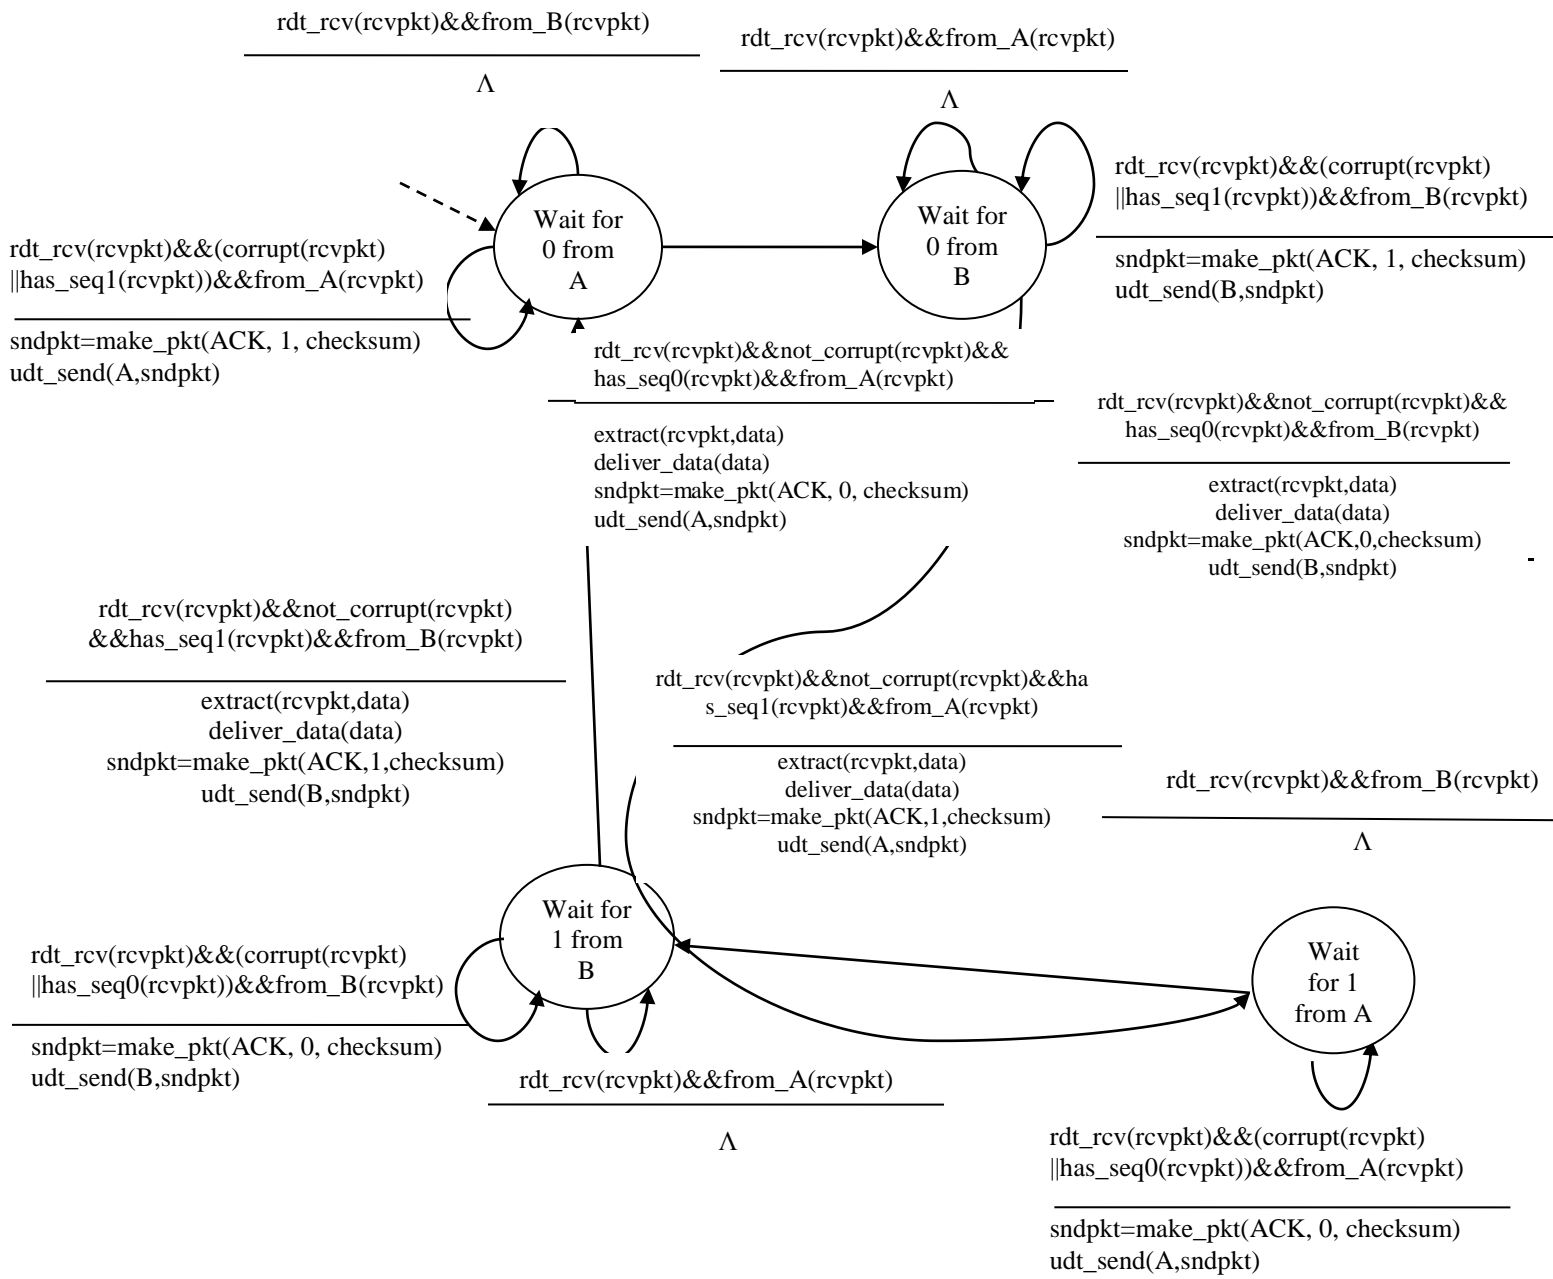 rdt_rcv(rcvpkt)&&from_B(rcvpkt)
Λ
rdt_rcv(rcvpkt)&&from_A(rcvpkt)
Λ
rdt_rcv(rcvpkt)&&(corrupt(rcvpkt)
||has_seq1(rcvpkt))&&from_B(rcvpkt)
sndpkt=make_pkt(ACK, 1, checksum)
udt_send(B,sndpkt)
Wait for
0 from
A
Wait for
0 from
B
rdt_rcv(rcvpkt)&&(corrupt(rcvpkt)
||has_seq1(rcvpkt))&&from_A(rcvpkt)
sndpkt=make_pkt(ACK, 1, checksum)
udt_send(A,sndpkt)
rdt_rcv(rcvpkt)&&not_corrupt(rcvpkt)&&
has_seq0(rcvpkt)&&from_A(rcvpkt)
extract(rcvpkt,data)
deliver_data(data)
sndpkt=make_pkt(ACK, 0, checksum)
udt_send(A,sndpkt)
rdt_rcv(rcvpkt)&&not_corrupt(rcvpkt)&&
has_seq0(rcvpkt)&&from_B(rcvpkt)
extract(rcvpkt,data)
deliver_data(data)
sndpkt=make_pkt(ACK,0,checksum)
udt_send(B,sndpkt)
rdt_rcv(rcvpkt)&&not_corrupt(rcvpkt)
&&has_seq1(rcvpkt)&&from_B(rcvpkt)
extract(rcvpkt,data)
deliver_data(data)
sndpkt=make_pkt(ACK,1,checksum)
udt_send(B,sndpkt)
rdt_rcv(rcvpkt)&&not_corrupt(rcvpkt)&&ha
s_seq1(rcvpkt)&&from_A(rcvpkt)
extract(rcvpkt,data)
deliver_data(data)
sndpkt=make_pkt(ACK,1,checksum)
udt_send(A,sndpkt)
rdt_rcv(rcvpkt)&&from_B(rcvpkt)
Λ
Wait for
1 from
B
Wait
for 1
from A
rdt_rcv(rcvpkt)&&(corrupt(rcvpkt)
||has_seq0(rcvpkt))&&from_B(rcvpkt)
sndpkt=make_pkt(ACK, 0, checksum)
udt_send(B,sndpkt)
rdt_rcv(rcvpkt)&&from_A(rcvpkt)
Λ
rdt_rcv(rcvpkt)&&(corrupt(rcvpkt)
||has_seq0(rcvpkt))&&from_A(rcvpkt)
sndpkt=make_pkt(ACK, 0, checksum)
udt_send(A,sndpkt)